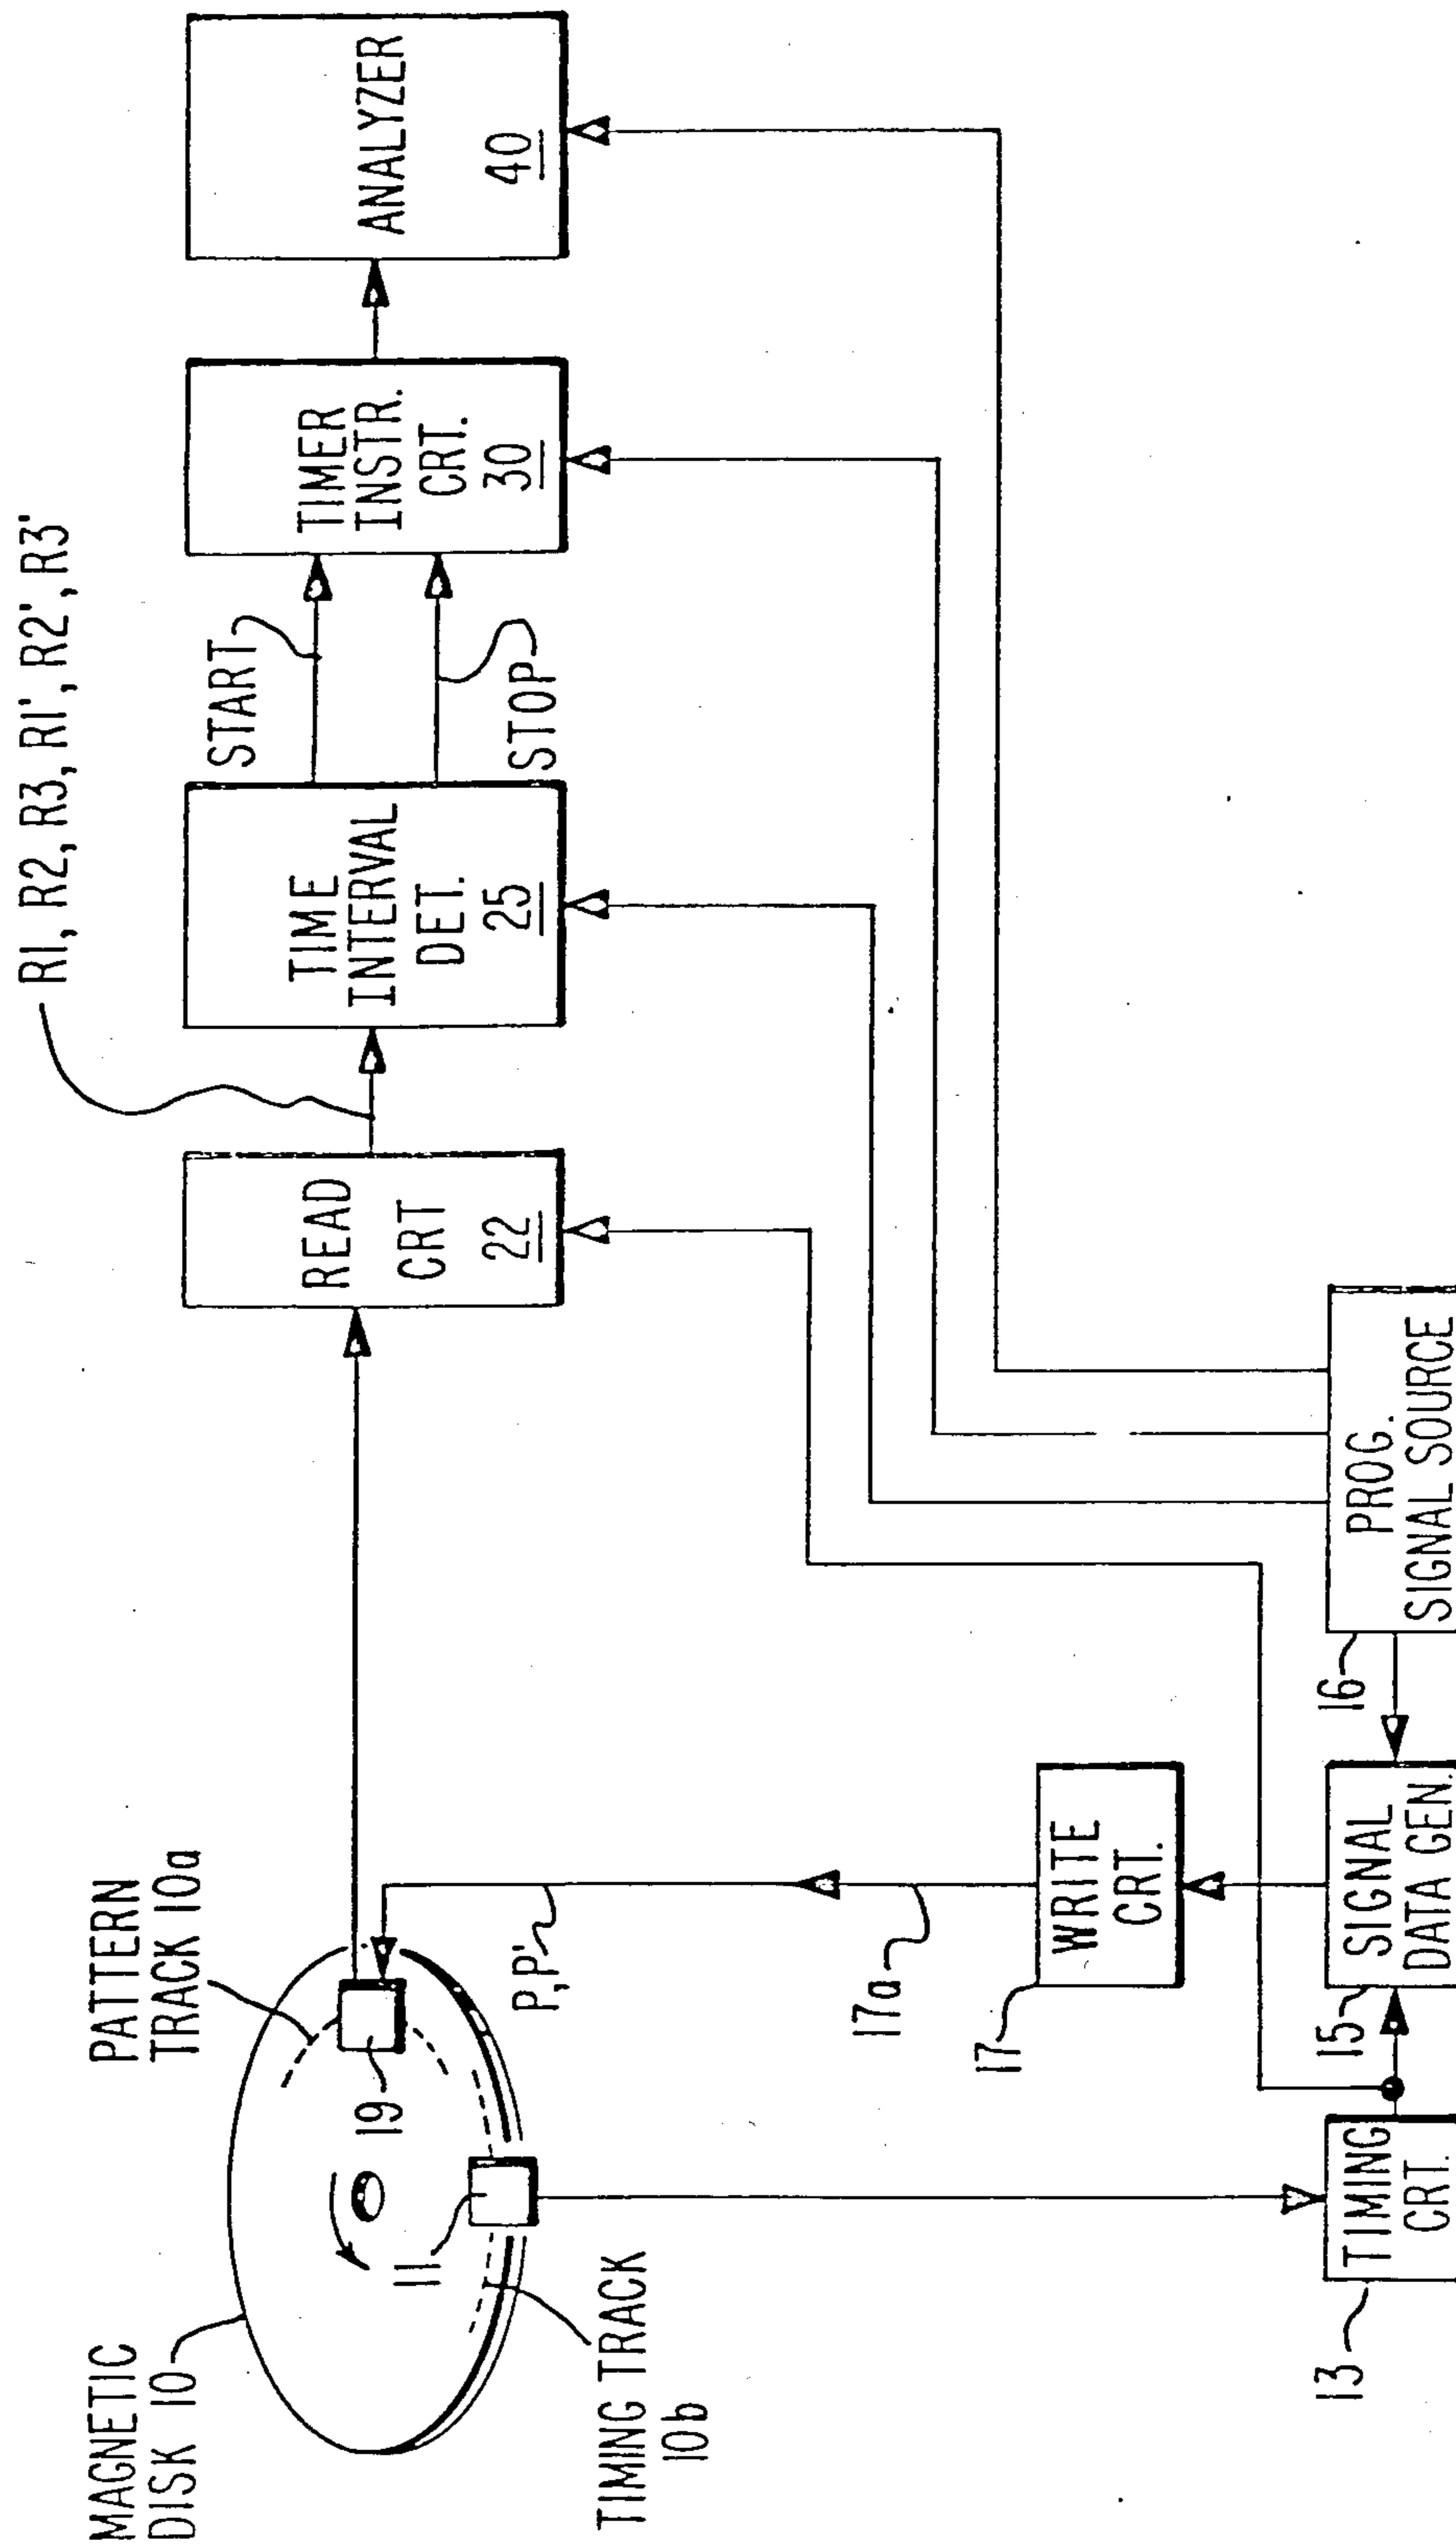 MAGNETIC
DISK 10
PATTERN
TRACK 10a
19
11
TIMING TRACK
10b
R1, R2, R3, R1', R2', R3'
READ
CRT
22
TIME
INTERVAL
DET.
25
START
STOP
TIMER
INSTR.
CRT.
30
ANALYZER
40
P,P'
17a
17
WRITE
CRT.
13
TIMING
CRT.
15
SIGNAL
DATA GEN.
16
PROG.
SIGNAL SOURCE